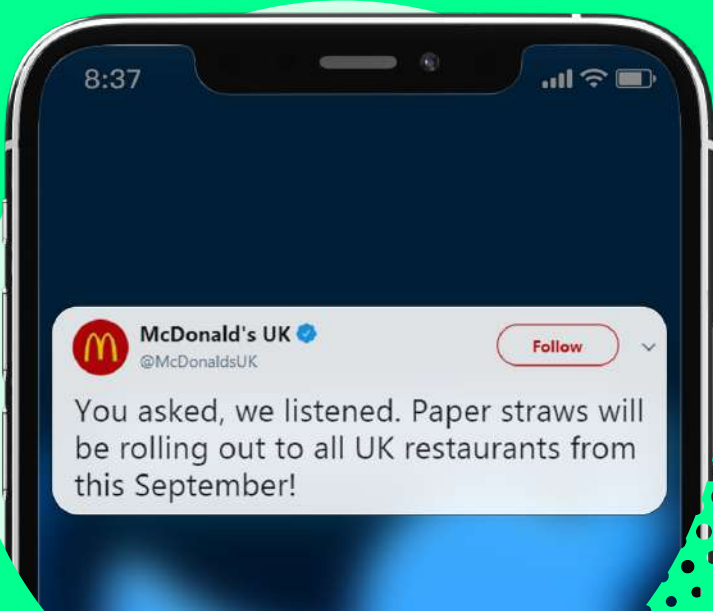 8:37
McDonald's UK
@McDonaldsUK
Follow
You asked, we listened. Paper straws will
be rolling out to all UK restaurants from
this September!